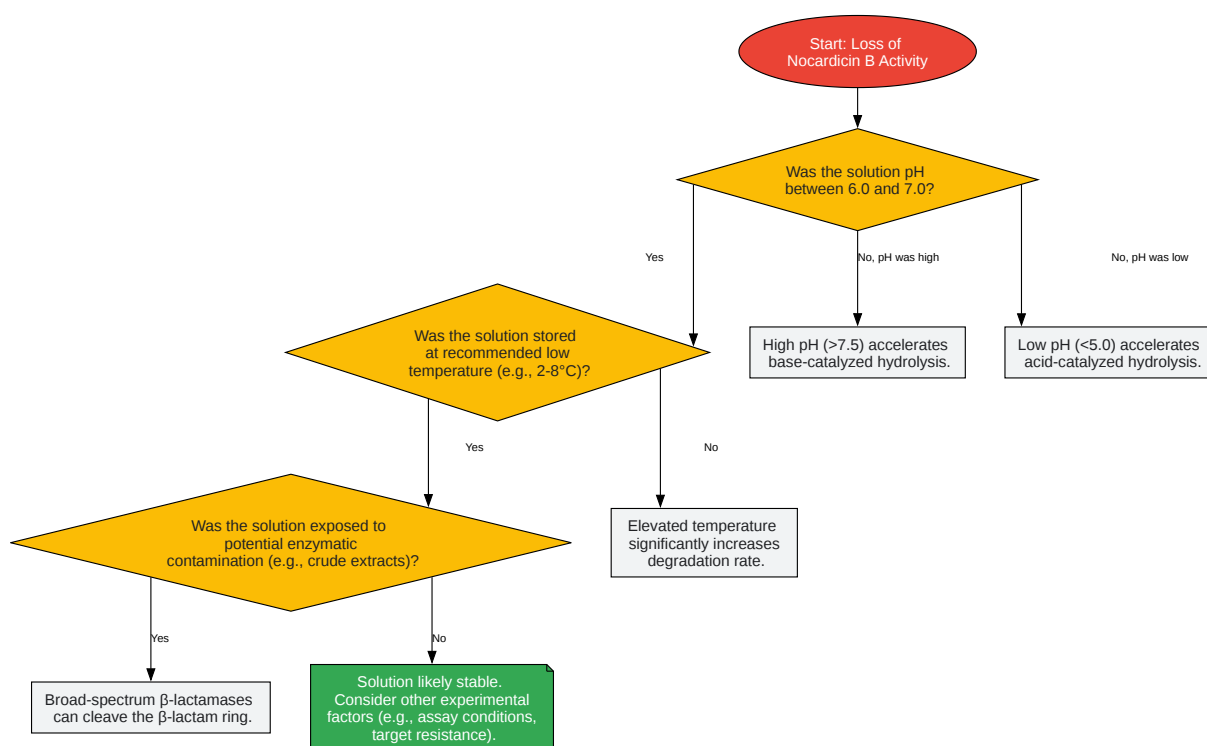 Start: Loss of
Nocardicin B Activity
Was the solution pH
between 6.0 and 7.0?
Yes
No, pH was high
No, pH was low
Was the solution stored
at recommended low
temperature (e.g., 2-8°C)?
High pH (>7.5) accelerates
base-catalyzed hydrolysis.
Low pH (<5.0) accelerates
acid-catalyzed hydrolysis.
Yes
No
Was the solution exposed to
potential enzymatic
contamination (e.g., crude extracts)?
Elevated temperature
significantly increases
degradation rate.
Yes
No
Broad-spectrum β-lactamases
can cleave the β-lactam ring.
Solution likely stable.
Consider other experimental
factors (e.g., assay conditions,
target resistance).